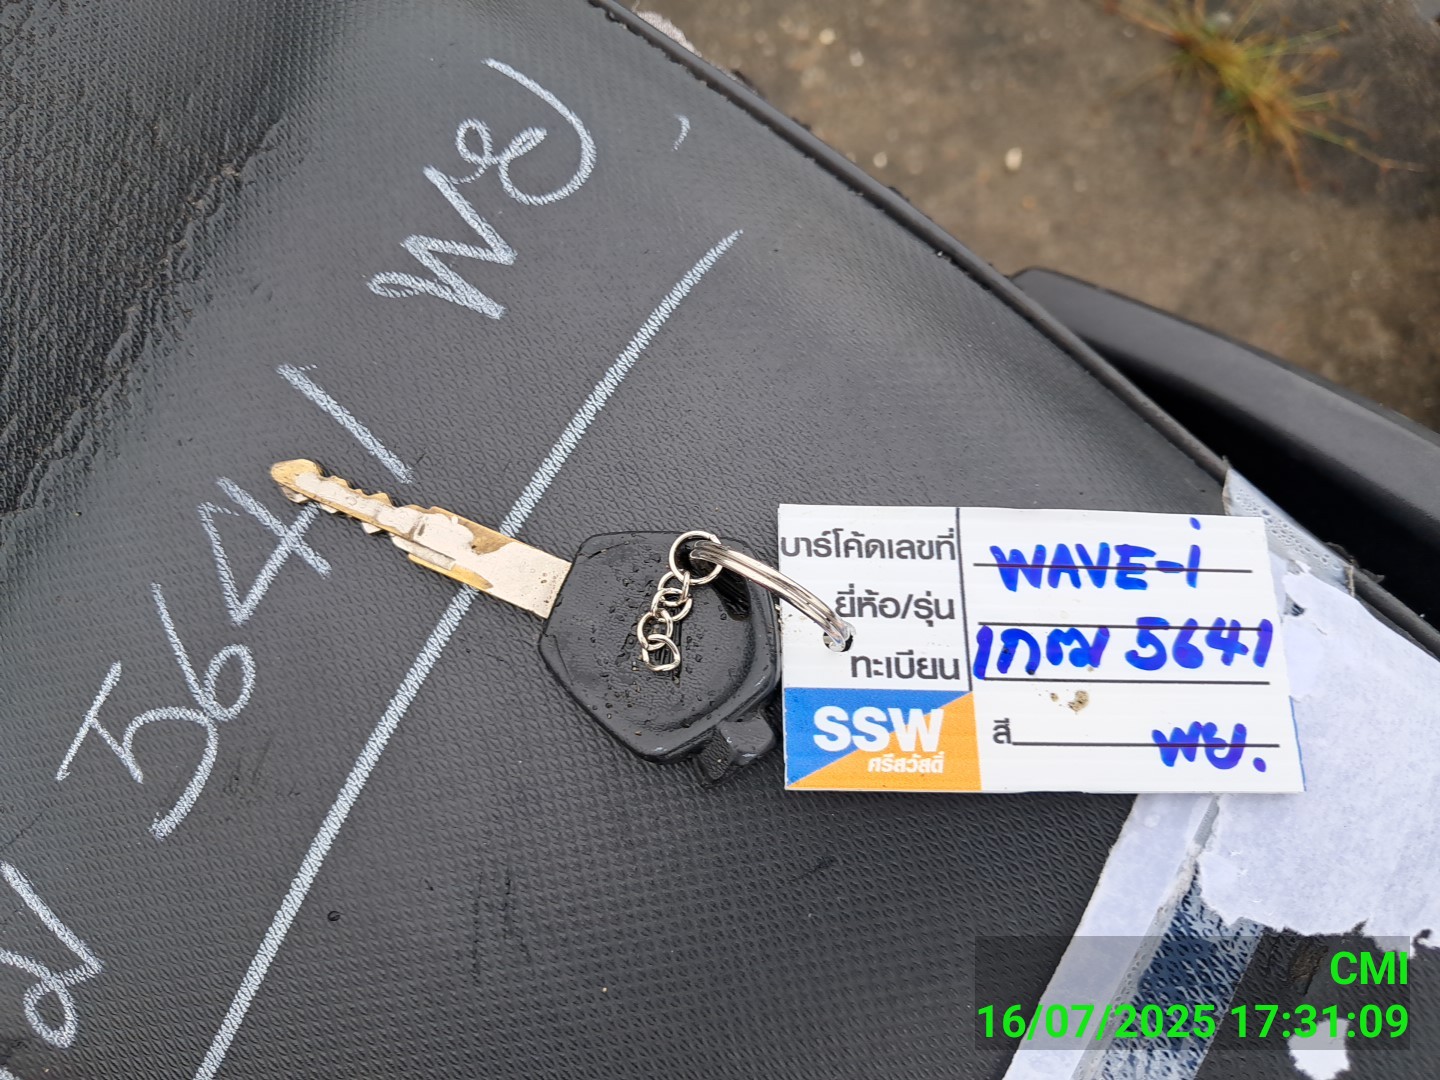 5641 พย
บาร์โค้ดเลขที่
WAVE-i
ยี่ห้อ/รุ่น
ทะเบียน
1กฒ 5641
SSW
ศรีสวัสดิ์
สี พย.
CMI
16/07/2025 17:31:09